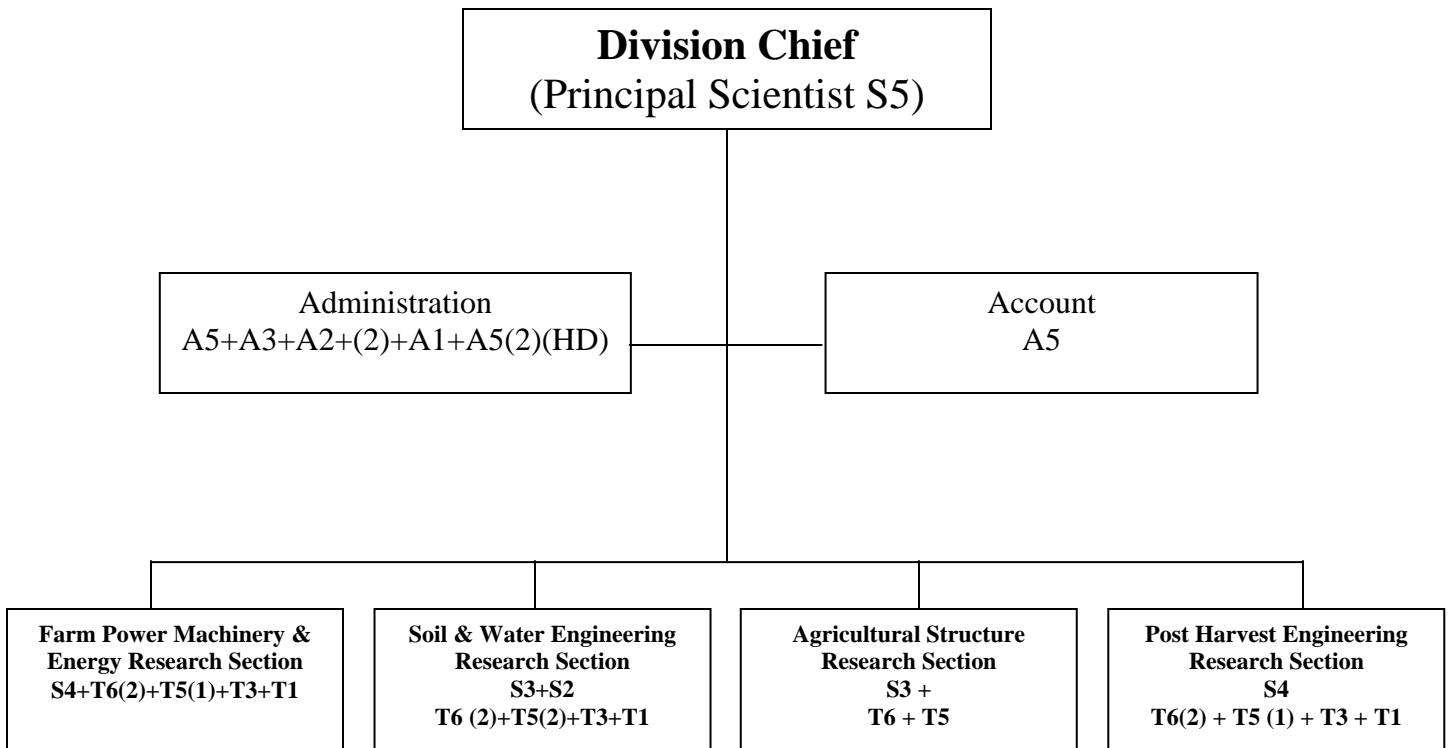 Division Chief
(Principal Scientist S5)
Administration
A5+A3+A2+(2)+A1+A5(2)(HD)
Account
A5
Farm Power Machinery &
Energy Research Section
S4+T6(2)+T5(1)+T3+T1
Soil & Water Engineering
Research Section
S3+S2
T6 (2)+T5(2)+T3+T1
Agricultural Structure
Research Section
S3 +
T6 + T5
Post Harvest Engineering
Research Section
S4
T6(2) + T5 (1) + T3 + T1